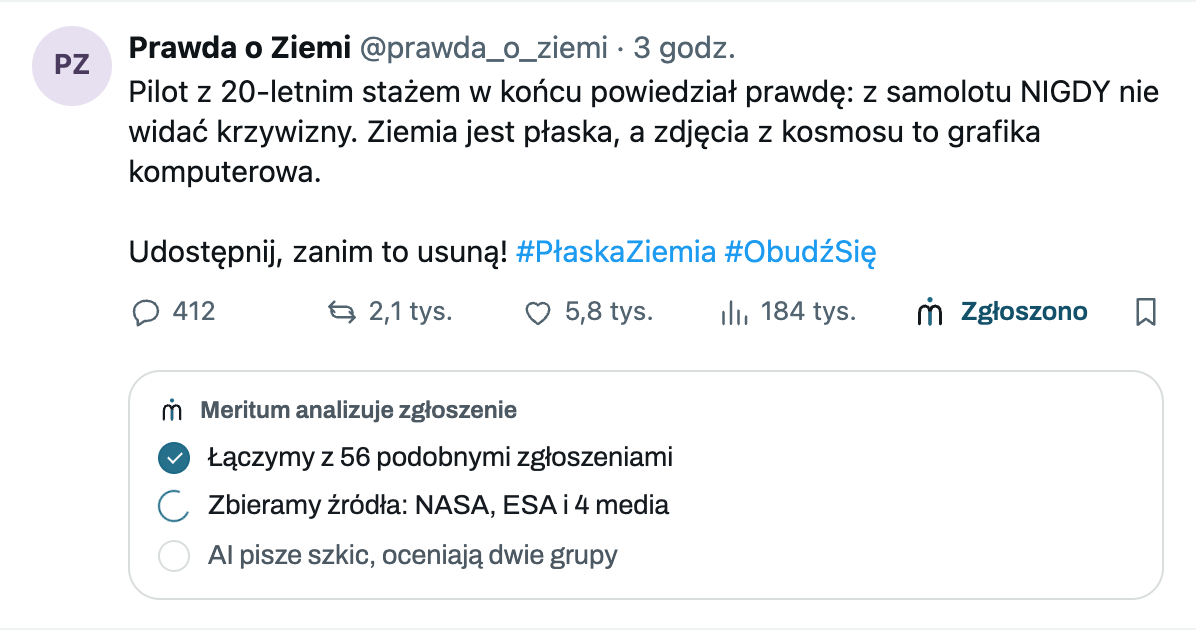 PZ
Prawda o Ziemi @prawda_o_ziemi · 3 godz.
Pilot z 20-letnim stażem w końcu powiedział prawdę: z samolotu NIGDY nie
widać krzywizny. Ziemia jest płaska, a zdjęcia z kosmosu to grafika
komputerowa.
Udostępnij, zanim to usuną! #PłaskaZiemia #ObudźSię
412 2,1 tys. 5,8 tys. 184 tys. Zgłoszono
Meritum analizuje zgłoszenie
Łączymy z 56 podobnymi zgłoszeniami
Zbieramy źródła: NASA, ESA i 4 media
AI pisze szkic, oceniają dwie grupy